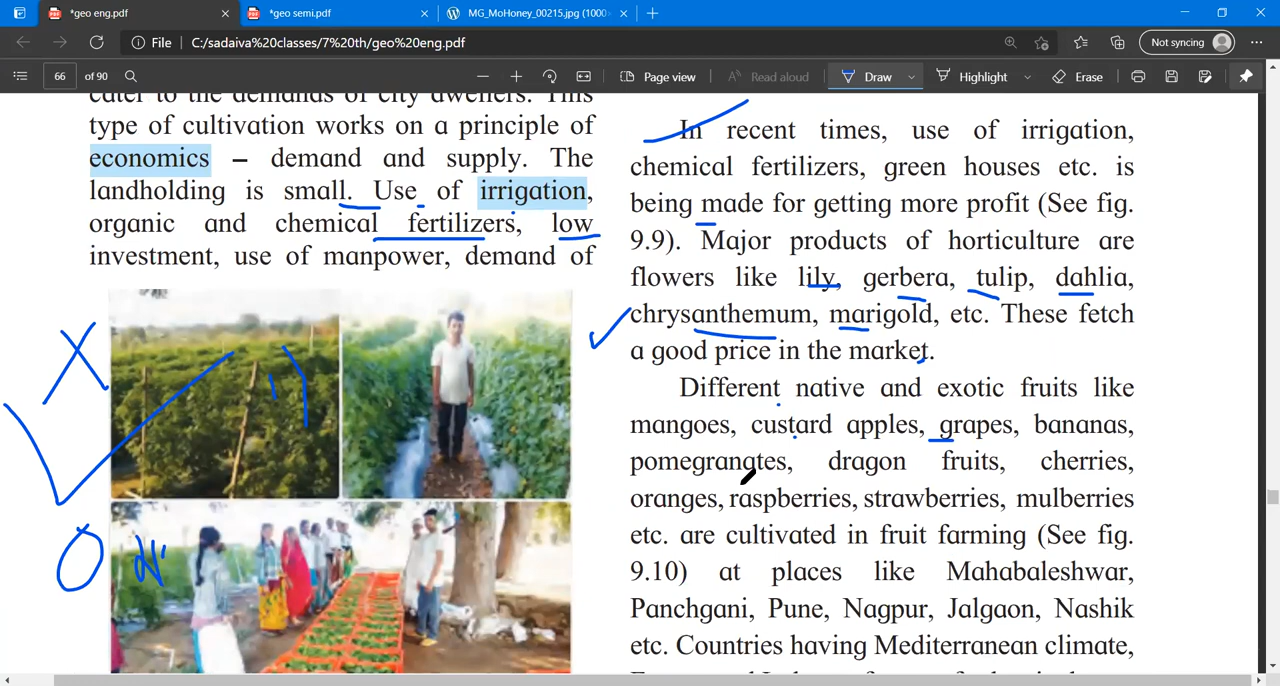 *geo eng.pdf
*geo semi.pdf
MG_MoHoney_00215.jpg (1000×
File
C:/sadaiva%20classes/7%20th/geo%20eng.pdf
Not syncing
66
of 90
Page view
Read aloud
Draw
Highlight
Erase
type of cultivation works on a principle of
economics – demand and supply. The
landholding is small. Use of irrigation,
organic and chemical fertilizers, low
investment, use of manpower, demand of
In recent times, use of irrigation,
chemical fertilizers, green houses etc. is
being made for getting more profit (See fig.
9.9). Major products of horticulture are
flowers like lily, gerbera, tulip, dahlia,
chrysanthemum, marigold, etc. These fetch
a good price in the market.
Different native and exotic fruits like
mangoes, custard apples, grapes, bananas,
pomegranates, dragon fruits, cherries,
oranges, raspberries, strawberries, mulberries
etc. are cultivated in fruit farming (See fig.
9.10) at places like Mahabaleshwar,
Panchgani, Pune, Nagpur, Jalgaon, Nashik
etc. Countries having Mediterranean climate,